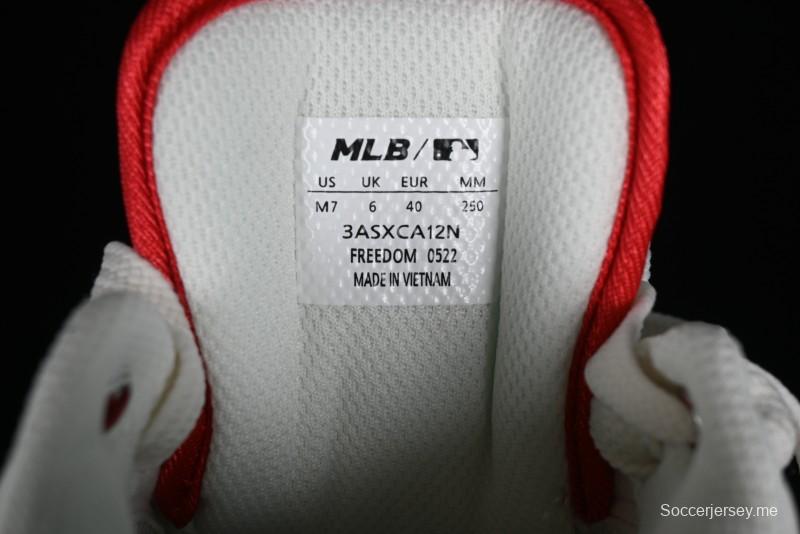 MLB /
US UK EUR MM
M7 6 40 250
3ASXCA12N
FREEDOM 0522
MADE IN VIETNAM
Soccerjersey.me